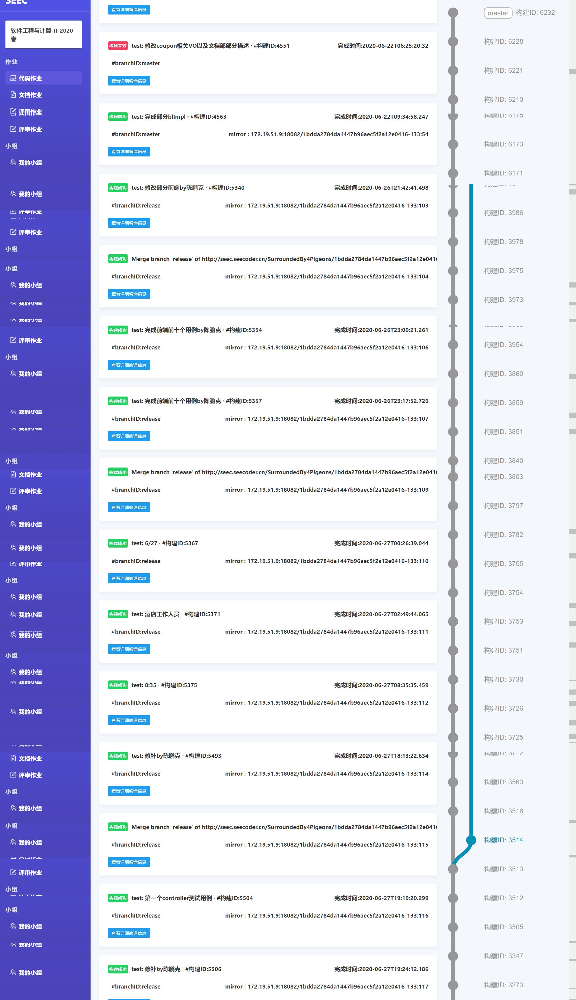 SEEC
软件工程与计算-II-2020
春
作业
代码作业
文档作业
评审作业
评审作业
小组
我的小组
我的小组
评审作业
评审作业
小组
小组
我的小组
我的小组
我的小组
评审作业
小组
我的小组
我的小组
我的小组
小组
文档作业
评审作业
小组
我的小组
我的小组
评审作业
小组
我的小组
我的小组
我的小组
小组
我的小组
我的小组
我的小组
文档作业
评审作业
小组
我的小组
小组
我的小组
评审作业
小组
小组
我的小组
我的小组
我的小组
查看详细编译信息
构建失败 test: 修改coupon相关VO以及文档部部分描述 · #构建ID:4551 完成时间:2020-06-22T06:25:20.32
#branchID:master
查看详细编译信息
构建成功 test: 完成部分blImpl · #构建ID:4563 完成时间:2020-06-22T09:34:58.247
#branchID:master mirror : 172.19.51.9:18082/1bdda2784da1447b96aec5f2a12e0416-133:54
查看详细编译信息
构建成功 test: 修改部分前端by陈鹏克 · #构建ID:5340 完成时间:2020-06-26T21:42:41.498
#branchID:release mirror : 172.19.51.9:18082/1bdda2784da1447b96aec5f2a12e0416-133:103
查看详细编译信息
构建成功 Merge branch 'release' of http://seec.seecoder.cn/SurroundedBy4Pigeons/1bdda2784da1447b96aec5f2a12e0416
#branchID:release mirror : 172.19.51.9:18082/1bdda2784da1447b96aec5f2a12e0416-133:104
查看详细编译信息
构建成功 test: 完成前端前十个用例by陈鹏克 · #构建ID:5354 完成时间:2020-06-26T23:00:21.261
#branchID:release mirror : 172.19.51.9:18082/1bdda2784da1447b96aec5f2a12e0416-133:106
查看详细编译信息
构建成功 test: 完成前端前十个用例by陈鹏克 · #构建ID:5357 完成时间:2020-06-26T23:17:52.726
#branchID:release mirror : 172.19.51.9:18082/1bdda2784da1447b96aec5f2a12e0416-133:107
查看详细编译信息
构建成功 Merge branch 'release' of http://seec.seecoder.cn/SurroundedBy4Pigeons/1bdda2784da1447b96aec5f2a12e0416
#branchID:release mirror : 172.19.51.9:18082/1bdda2784da1447b96aec5f2a12e0416-133:109
查看详细编译信息
构建成功 test: 6/27 · #构建ID:5367 完成时间:2020-06-27T00:26:39.044
#branchID:release mirror : 172.19.51.9:18082/1bdda2784da1447b96aec5f2a12e0416-133:110
查看详细编译信息
构建成功 test: 酒店工作人员 · #构建ID:5371 完成时间:2020-06-27T02:49:44.065
#branchID:release mirror : 172.19.51.9:18082/1bdda2784da1447b96aec5f2a12e0416-133:111
查看详细编译信息
构建成功 test: 8:35 · #构建ID:5375 完成时间:2020-06-27T08:35:35.459
#branchID:release mirror : 172.19.51.9:18082/1bdda2784da1447b96aec5f2a12e0416-133:112
查看详细编译信息
构建成功 test: 修补by陈鹏克 · #构建ID:5493 完成时间:2020-06-27T18:13:22.634
#branchID:release mirror : 172.19.51.9:18082/1bdda2784da1447b96aec5f2a12e0416-133:114
查看详细编译信息
构建成功 Merge branch 'release' of http://seec.seecoder.cn/SurroundedBy4Pigeons/1bdda2784da1447b96aec5f2a12e0416
#branchID:release mirror : 172.19.51.9:18082/1bdda2784da1447b96aec5f2a12e0416-133:115
查看详细编译信息
构建成功 test: 第一个controller测试用例 · #构建ID:5504 完成时间:2020-06-27T19:19:20.299
#branchID:release mirror : 172.19.51.9:18082/1bdda2784da1447b96aec5f2a12e0416-133:116
查看详细编译信息
构建成功 test: 修补by陈鹏克 · #构建ID:5506 完成时间:2020-06-27T19:24:12.186
#branchID:release mirror : 172.19.51.9:18082/1bdda2784da1447b96aec5f2a12e0416-133:117
master 构建ID: 6232
构建ID: 6228
构建ID: 6221
构建ID: 6210
构建ID: 6175
构建ID: 6173
构建ID: 6171
构建ID: 3986
构建ID: 3978
构建ID: 3975
构建ID: 3973
构建ID: 3954
构建ID: 3860
构建ID: 3859
构建ID: 3851
构建ID: 3840
构建ID: 3803
构建ID: 3797
构建ID: 3782
构建ID: 3755
构建ID: 3754
构建ID: 3753
构建ID: 3751
构建ID: 3730
构建ID: 3726
构建ID: 3725
构建ID: 3712
构建ID: 3563
构建ID: 3516
构建ID: 3514
构建ID: 3513
构建ID: 3512
构建ID: 3505
构建ID: 3347
构建ID: 3273